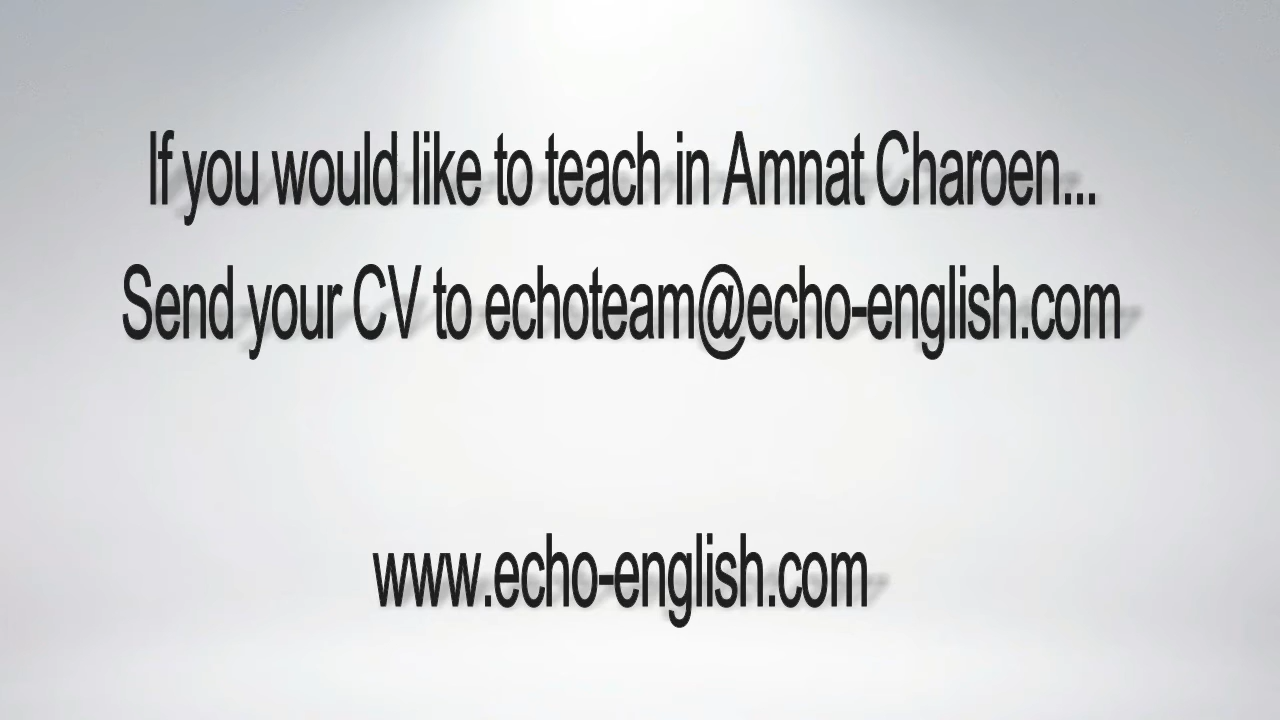 If you would like to teach in Amnat Charoen...
Send your CV to echoteam@echo-english.com
www.echo-english.com